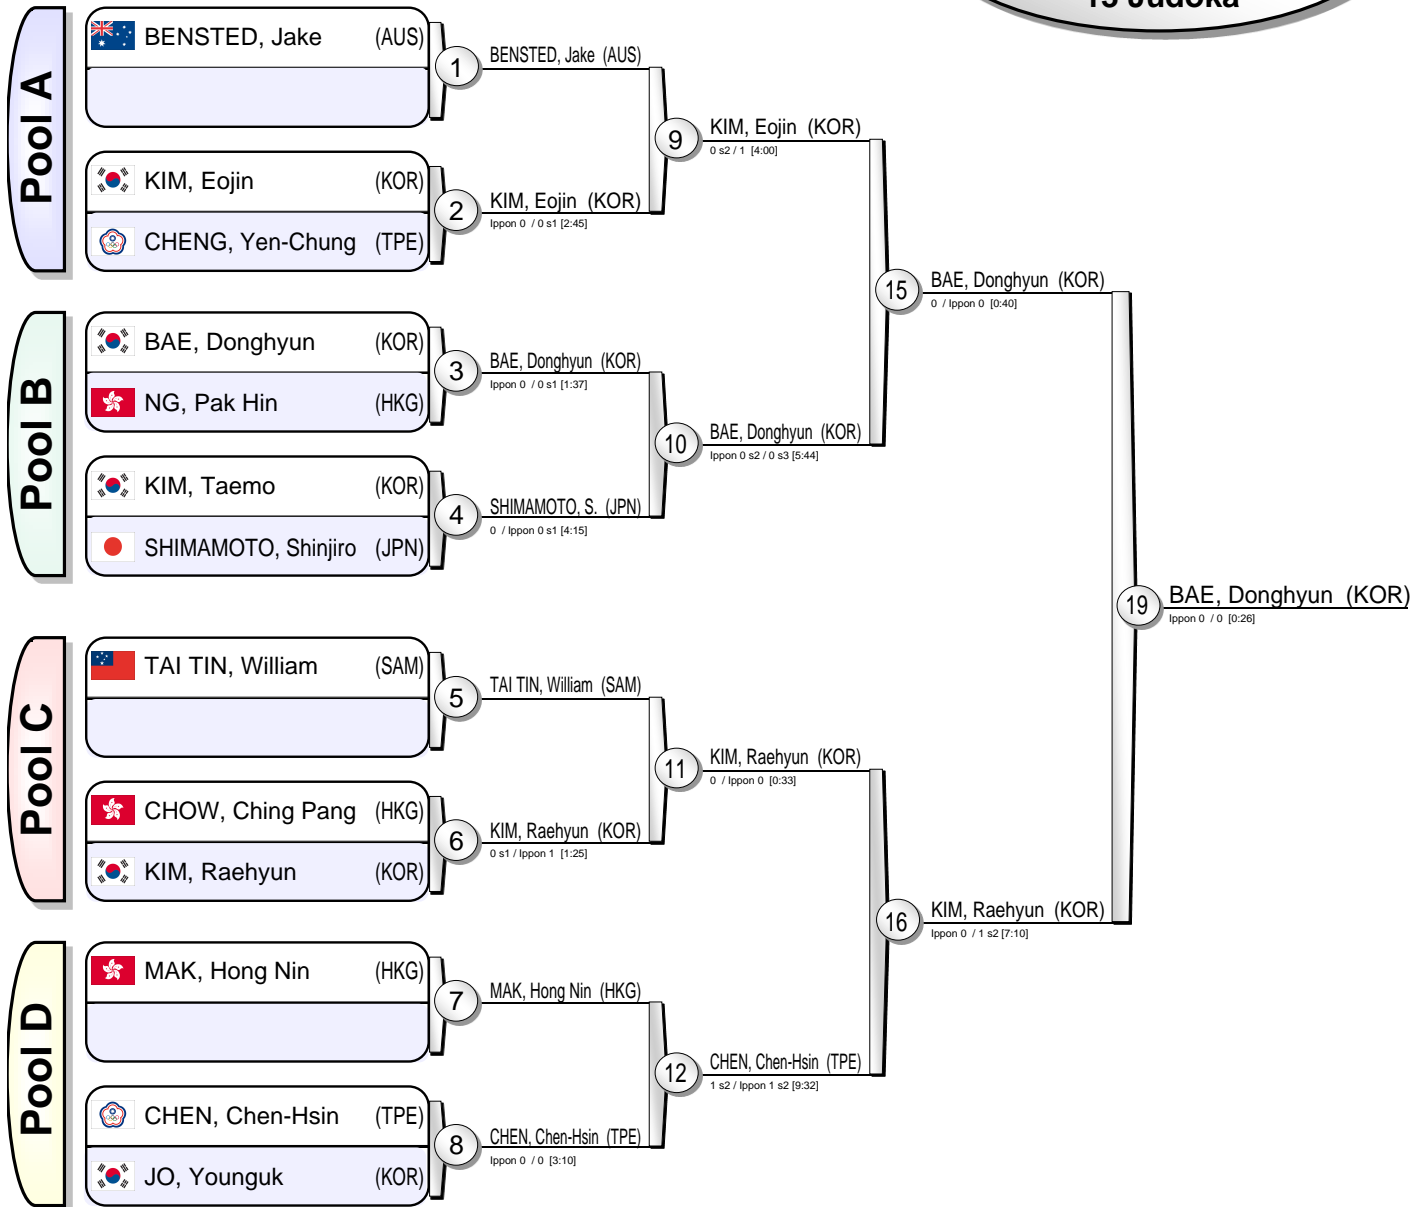 13 Judoka
Pool A
BENSTED, Jake (AUS)
KIM, Eojin (KOR)
CHENG, Yen-Chung (TPE)
1
BENSTED, Jake (AUS)
2
KIM, Eojin (KOR)
Ippon 0 / 0 s1 [2:45]
9
KIM, Eojin (KOR)
0 s2 / 1 [4:00]
Pool B
BAE, Donghyun (KOR)
NG, Pak Hin (HKG)
KIM, Taemo (KOR)
SHIMAMOTO, Shinjiro (JPN)
3
BAE, Donghyun (KOR)
Ippon 0 / 0 s1 [1:37]
4
SHIMAMOTO, S. (JPN)
0 / Ippon 0 s1 [4:15]
10
BAE, Donghyun (KOR)
Ippon 0 s2 / 0 s3 [5:44]
15
BAE, Donghyun (KOR)
0 / Ippon 0 [0:40]
Pool C
TAI TIN, William (SAM)
CHOW, Ching Pang (HKG)
KIM, Raehyun (KOR)
5
TAI TIN, William (SAM)
6
KIM, Raehyun (KOR)
0 s1 / Ippon 1 [1:25]
11
KIM, Raehyun (KOR)
0 / Ippon 0 [0:33]
Pool D
MAK, Hong Nin (HKG)
CHEN, Chen-Hsin (TPE)
JO, Younguk (KOR)
7
MAK, Hong Nin (HKG)
8
CHEN, Chen-Hsin (TPE)
Ippon 0 / 0 [3:10]
12
CHEN, Chen-Hsin (TPE)
1 s2 / Ippon 1 s2 [9:32]
16
KIM, Raehyun (KOR)
Ippon 0 / 1 s2 [7:10]
19
BAE, Donghyun (KOR)
Ippon 0 / 0 [0:26]